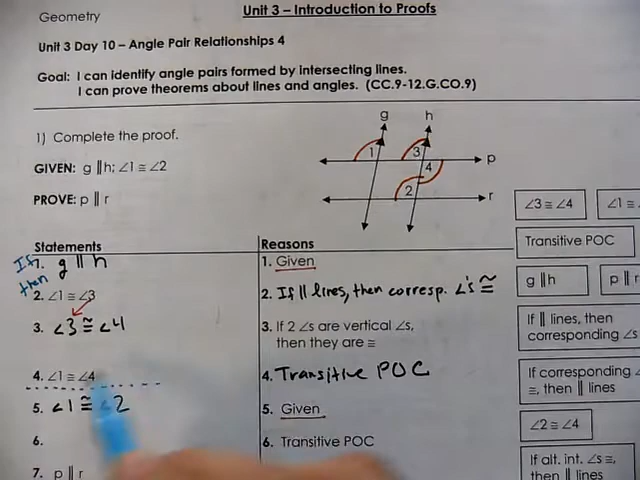 Geometry
Unit 3 – Introduction to Proofs
Unit 3 Day 10 – Angle Pair Relationships 4
Goal: I can identify angle pairs formed by intersecting lines.
I can prove theorems about lines and angles. (CC.9-12.G.CO.9)
1) Complete the proof.
GIVEN: g ∥ h; ∠1 ≅ ∠2
PROVE: p ∥ r
g h
1 3 p
4
2 r
∠3 ≅ ∠4 ∠1 ≅
Transitive POC
g ∥ h p ∥ r
If ∥ lines, then
corresponding ∠s
If corresponding ∠
≅, then ∥ lines
∠2 ≅ ∠4
If alt. int. ∠s ≅,
then ∥ lines
Statements Reasons
If 1. g ∥ h 1. Given
then
2. ∠1 ≅ ∠3 2. If ∥ lines, then corresp. ∠'s ≅
3. ∠3 ≅ ∠4 3. If 2 ∠s are vertical ∠s,
then they are ≅
4. ∠1 ≅ ∠4 4. Transitive POC
5. ∠1 ≅ ∠2 5. Given
6. 6. Transitive POC
7. p ∥ r